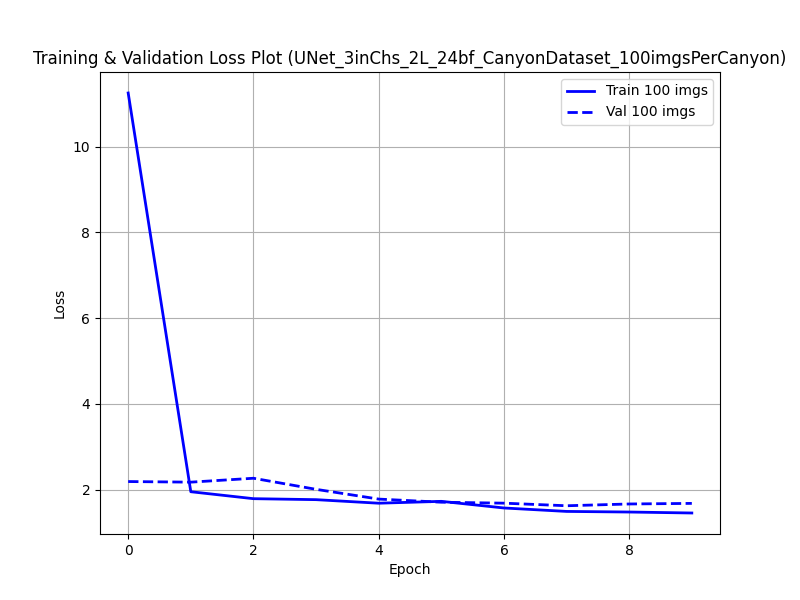 Training & Validation Loss Plot (UNet_3inChs_2L_24bf_CanyonDataset_100imgsPerCanyon)
Train 100 imgs
Val 100 imgs
10
8
6
4
2
Loss
0 2 4 6 8
Epoch